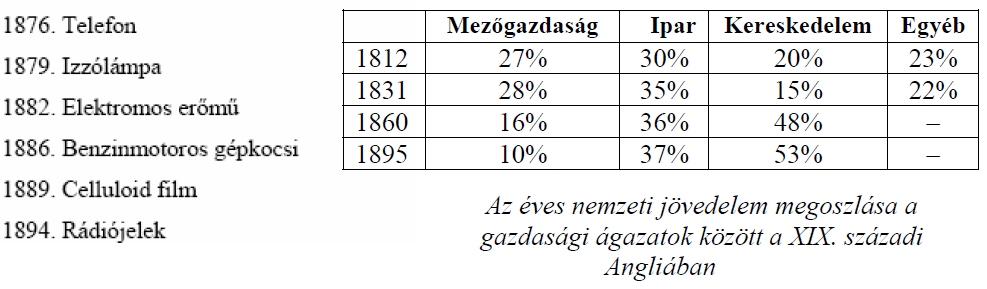 1876. Telefon
1879. Izzólámpa
1882. Elektromos erőmű
1886. Benzinmotoros gépkocsi
1889. Celluloid film
1894. Rádiójelek
Mezőgazdaság Ipar Kereskedelem Egyéb
1812 27% 30% 20% 23%
1831 28% 35% 15% 22%
1860 16% 36% 48% –
1895 10% 37% 53% –
Az éves nemzeti jövedelem megoszlása a
gazdasági ágazatok között a XIX. századi
Angliában